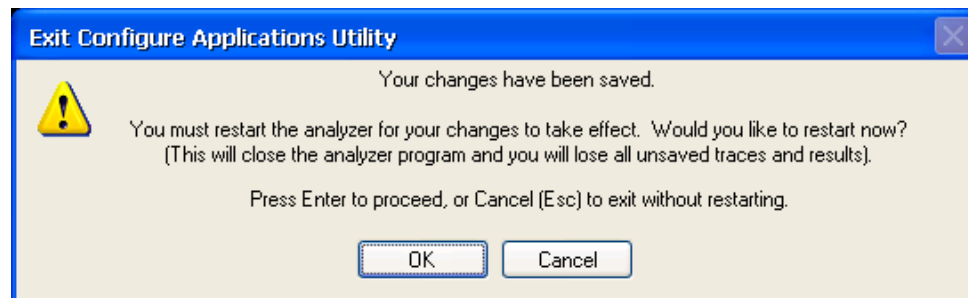 Exit Configure Applications Utility
Your changes have been saved.
You must restart the analyzer for your changes to take effect.  Would you like to restart now?
(This will close the analyzer program and you will lose all unsaved traces and results).
Press Enter to proceed, or Cancel (Esc) to exit without restarting.
OK Cancel